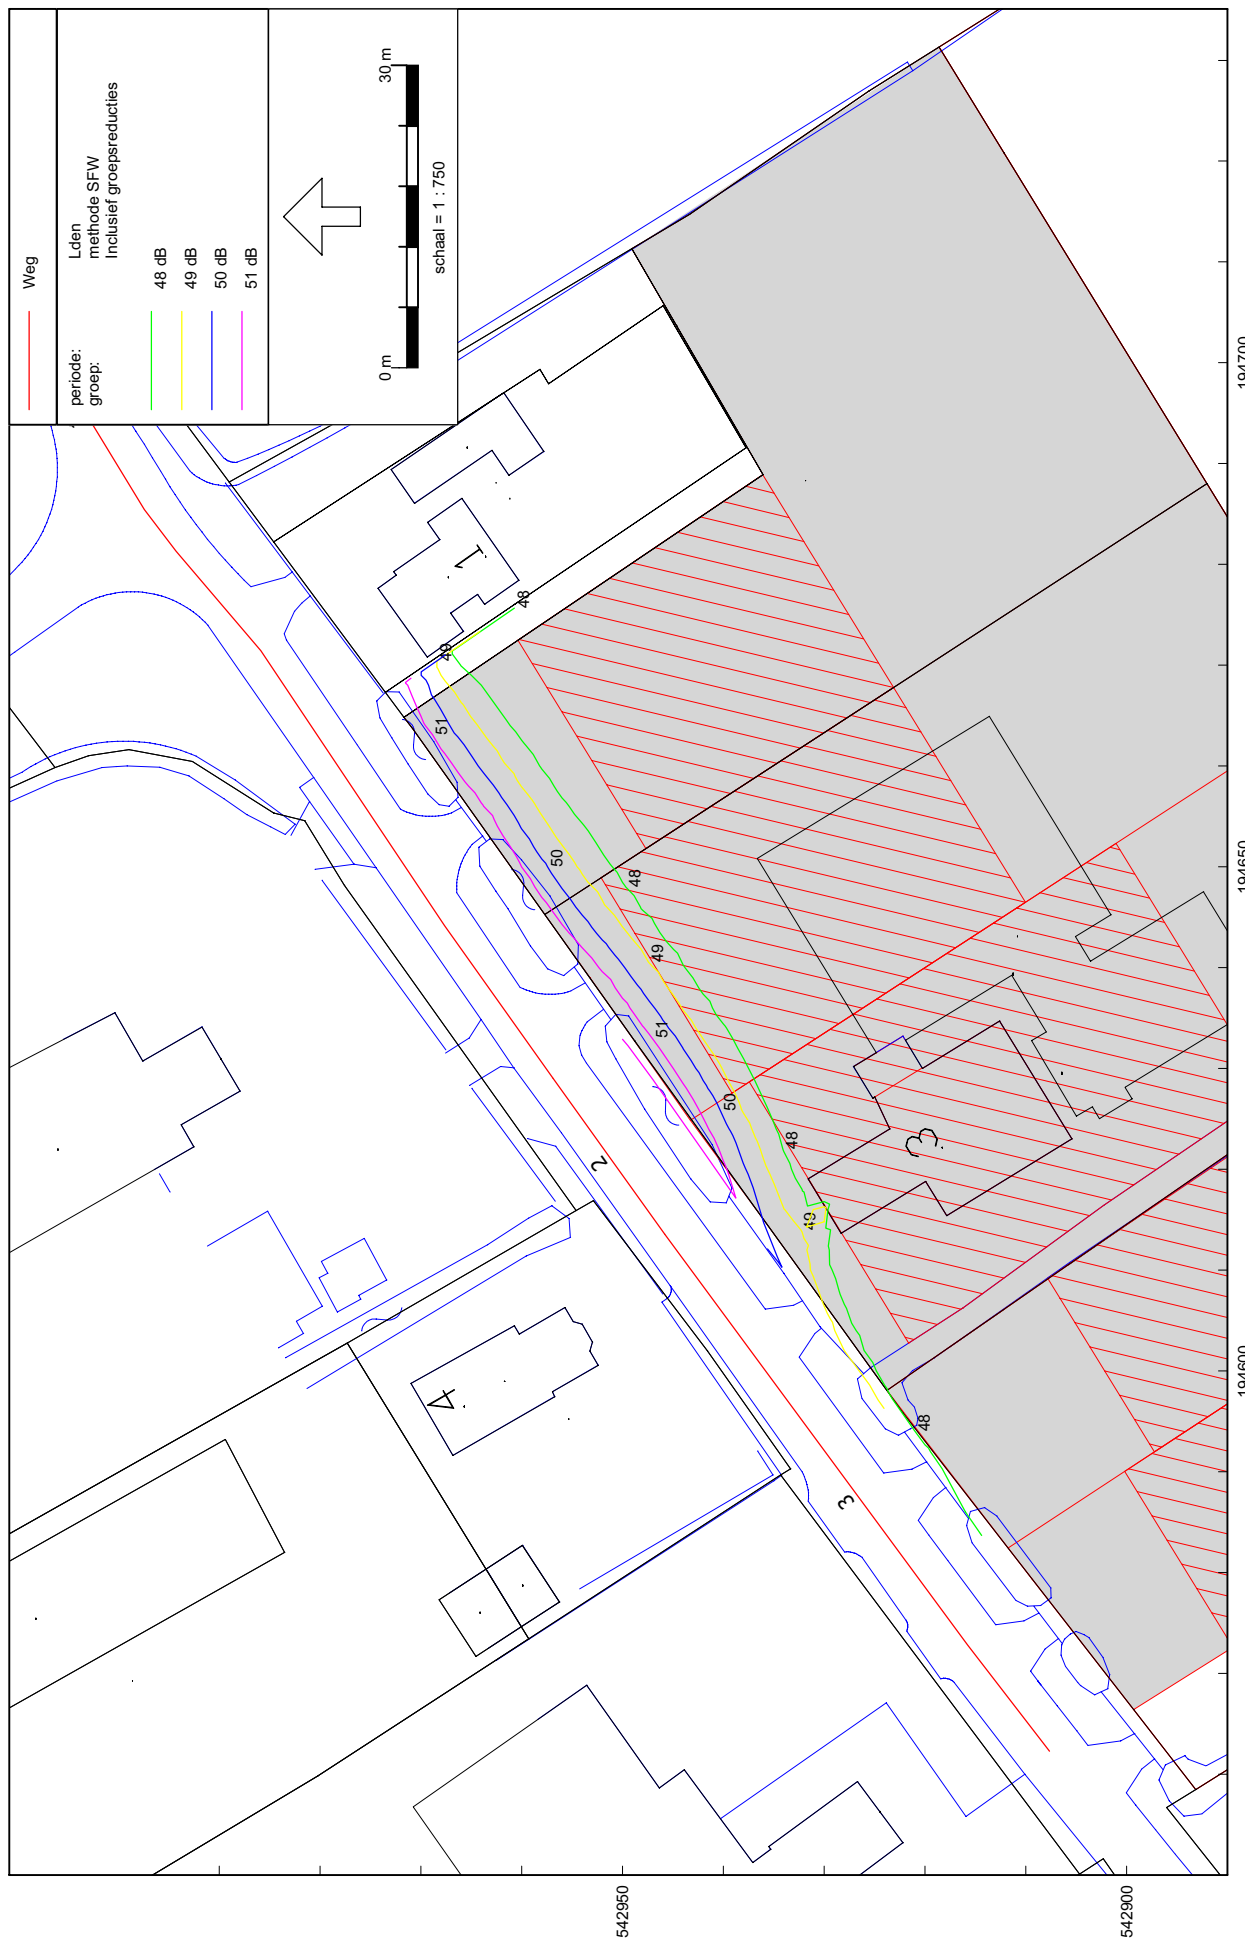 Weg
periode: Lden
groep: methode SFW
Inclusief groepsreducties
48 dB
49 dB
50 dB
51 dB
0 m
30 m
schaal = 1 : 750
1
48
49
51
50
48
49
51
50
48
49
48
2
3
3
4
194700
194650
194600
542950
542900